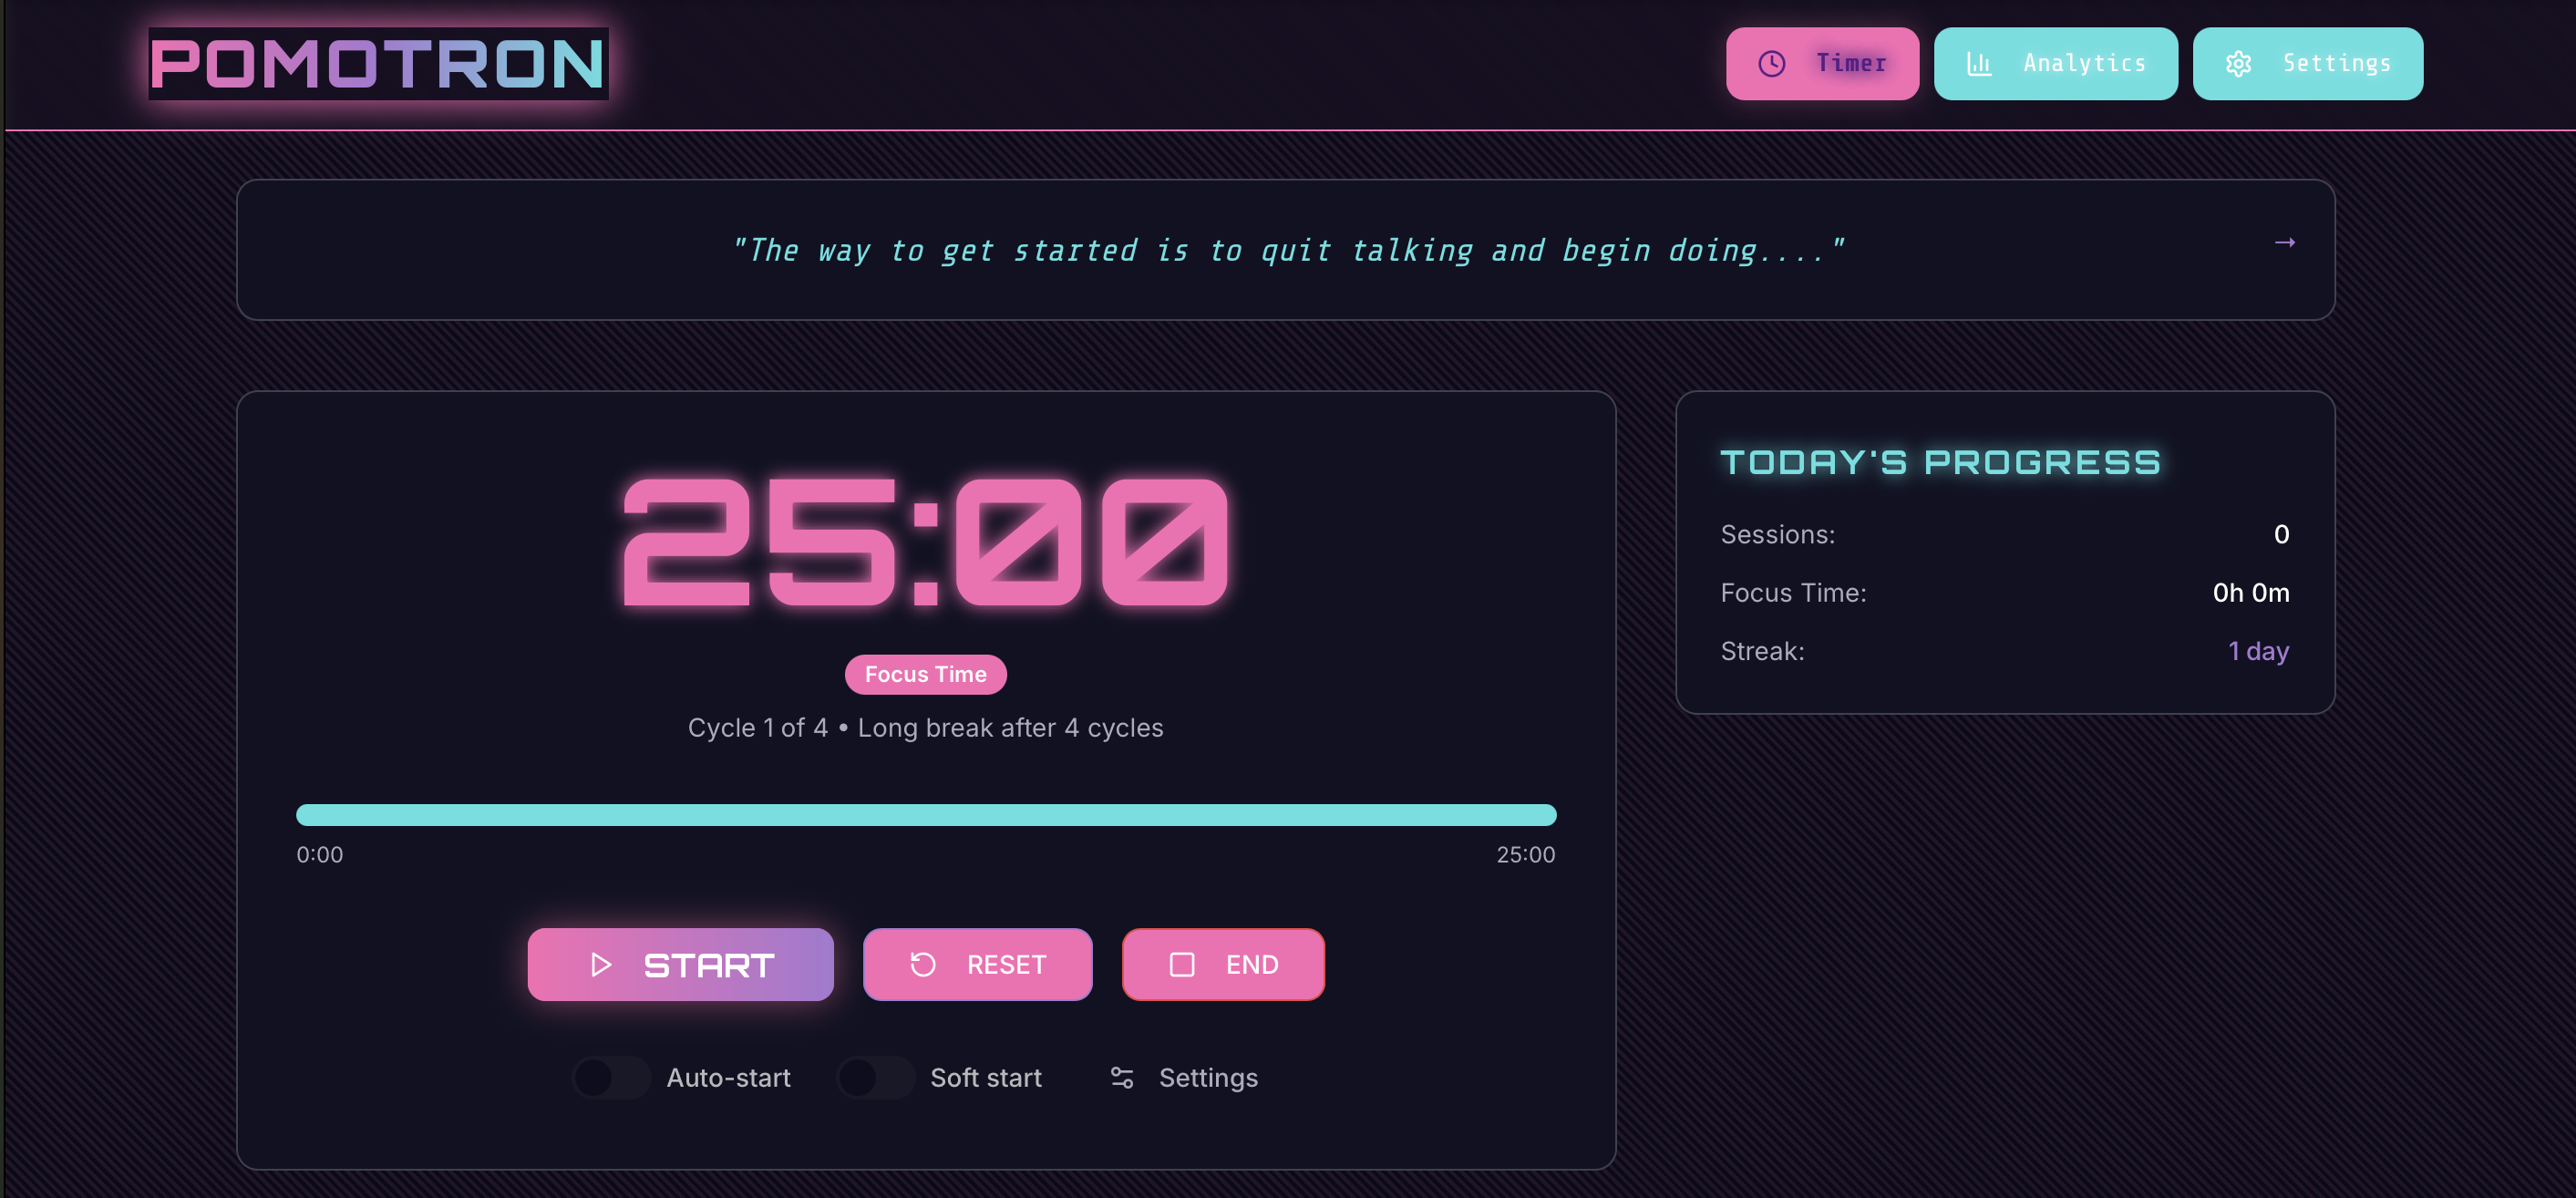 POMOTRON
Timer
Analytics
Settings
"The way to get started is to quit talking and begin doing...."
→
25:00
Focus Time
Cycle 1 of 4 • Long break after 4 cycles
0:00
25:00
START
RESET
END
Auto-start
Soft start
Settings
TODAY'S PROGRESS
Sessions: 0
Focus Time: 0h 0m
Streak: 1 day